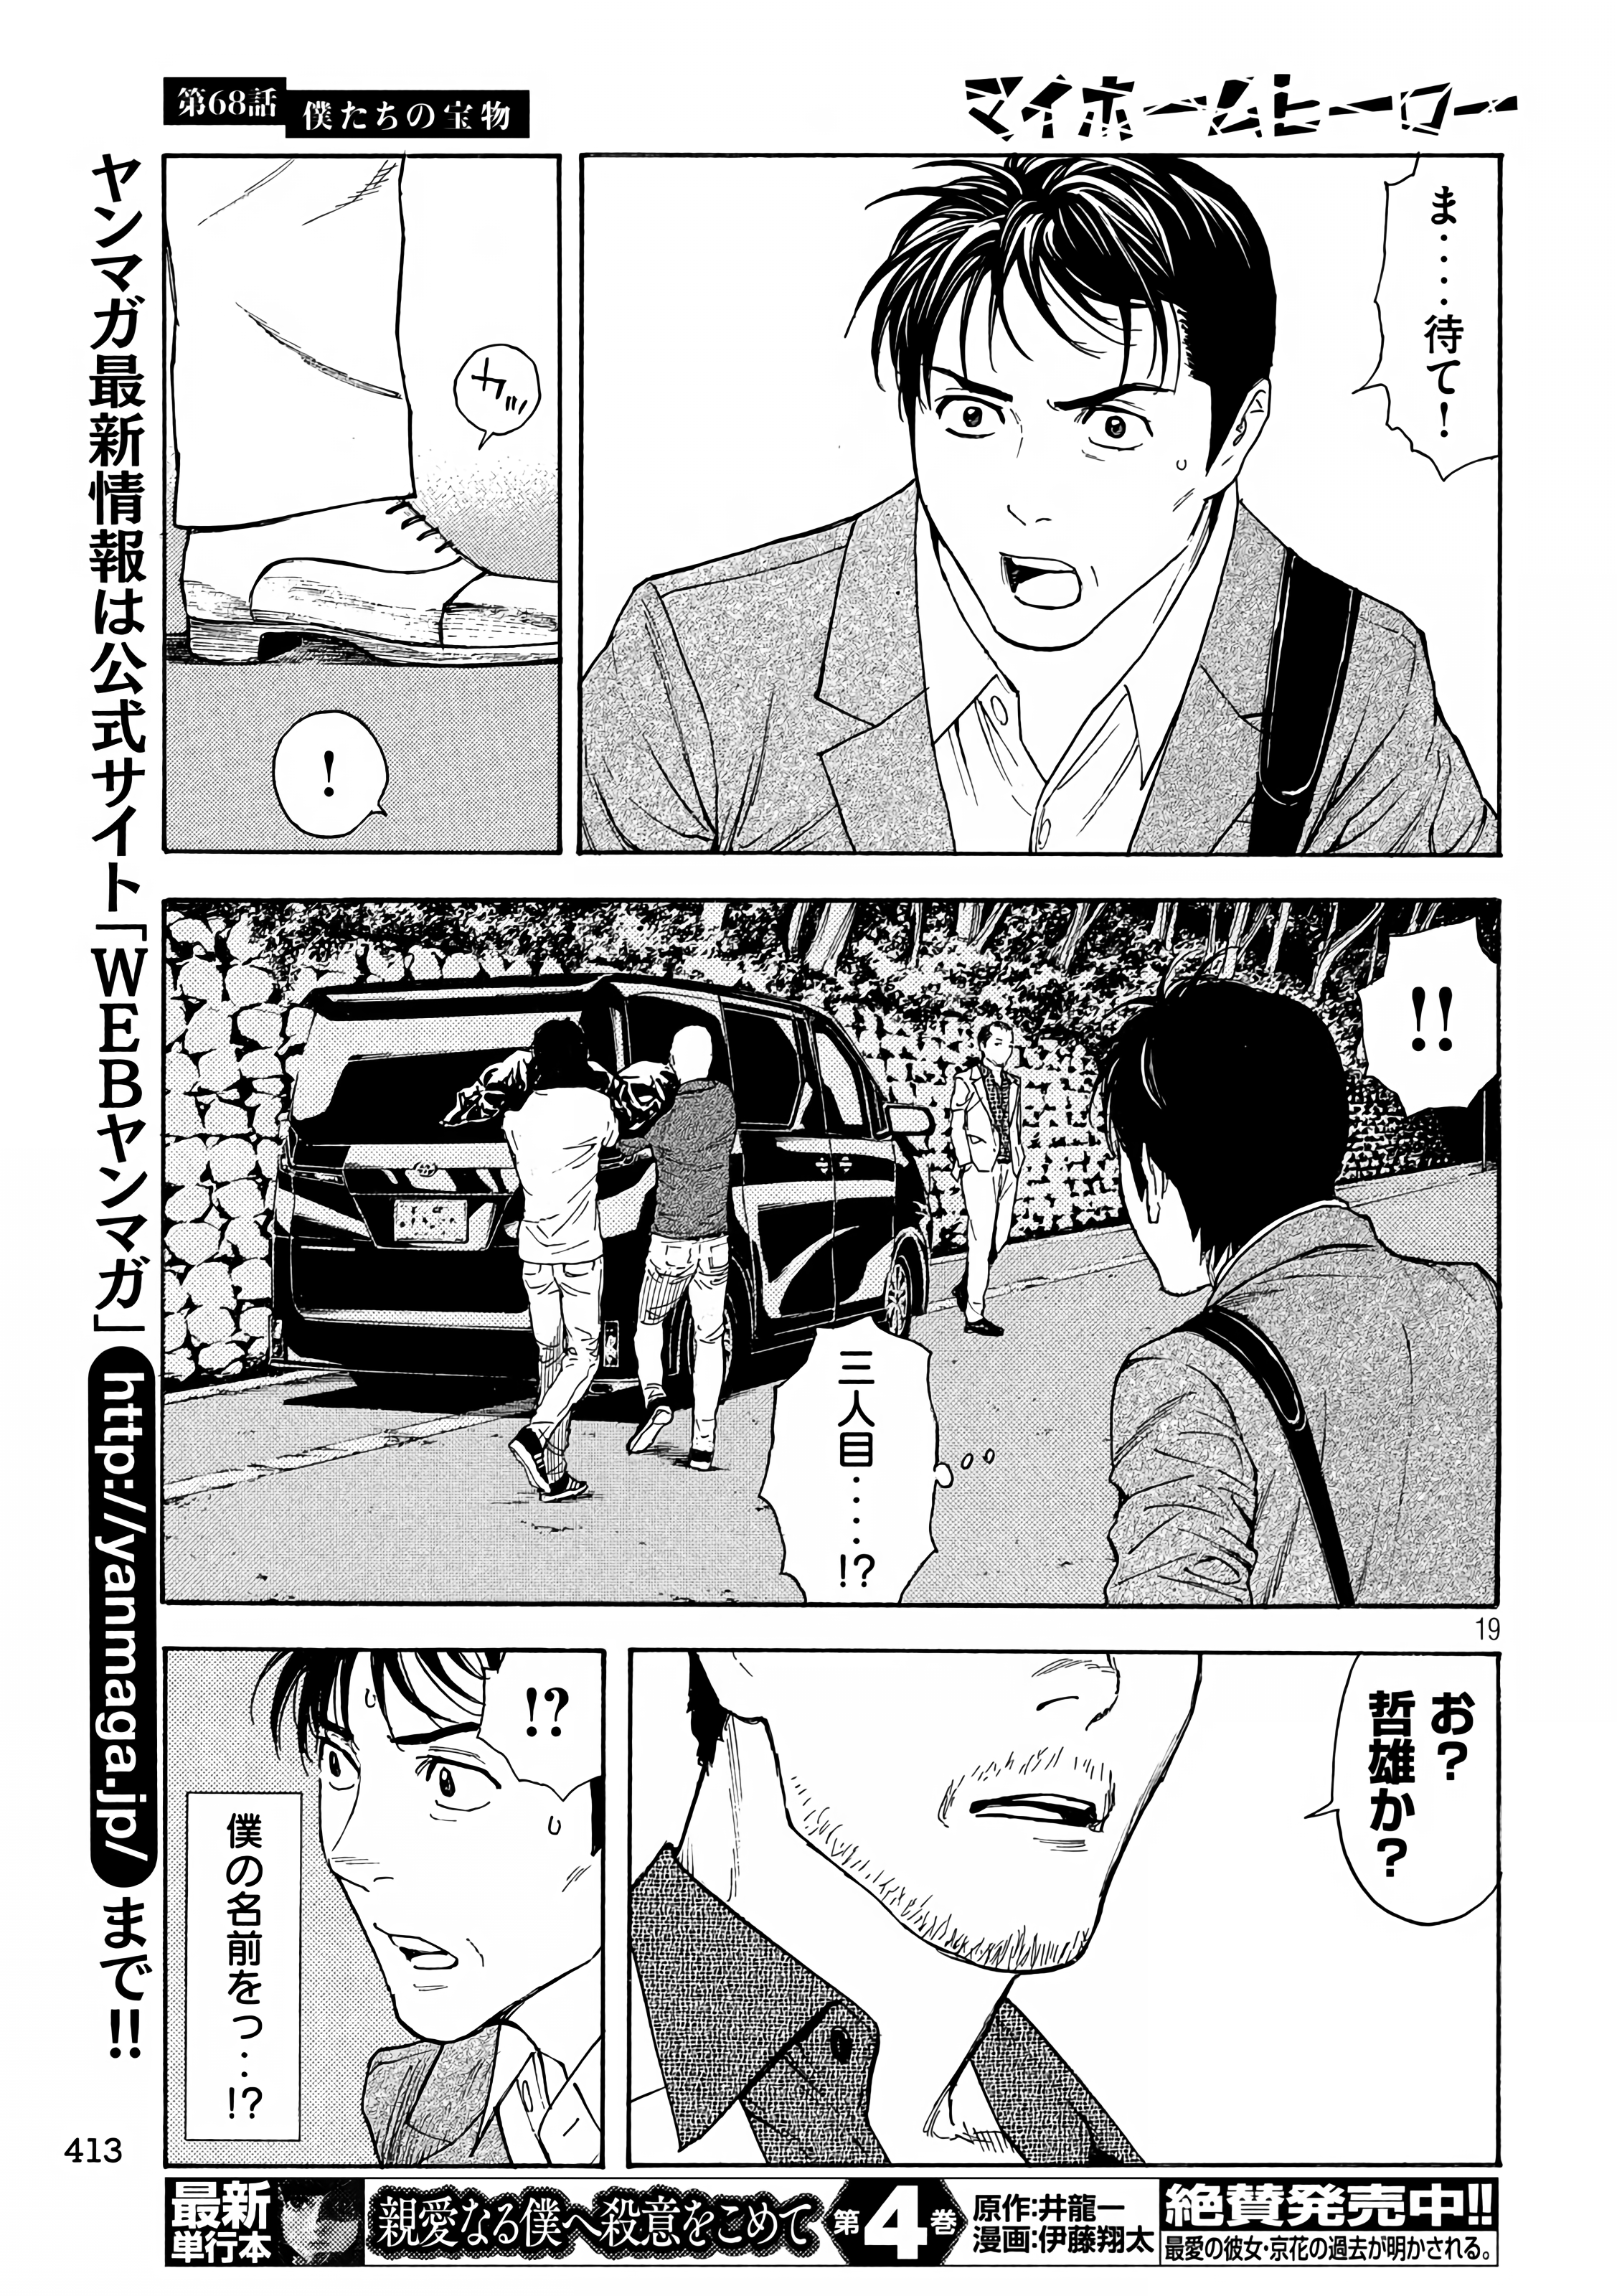 マイホームヒーロー
第68話
僕たちの宝物
ま‥‥‥待て！
カッ
！
!!
三人目‥‥‥!?
19
お？
哲雄か？
!?
僕の名前をっ‥‥!?
ヤンマガ最新情報は公式サイト「WEBヤンマガ」http://yanmaga.jp/まで!!
413
最新
単行本
親愛なる僕へ殺意をこめて
第4巻
原作:井龍一
漫画:伊藤翔太
絶賛発売中!!
最愛の彼女・京花の過去が明かされる。